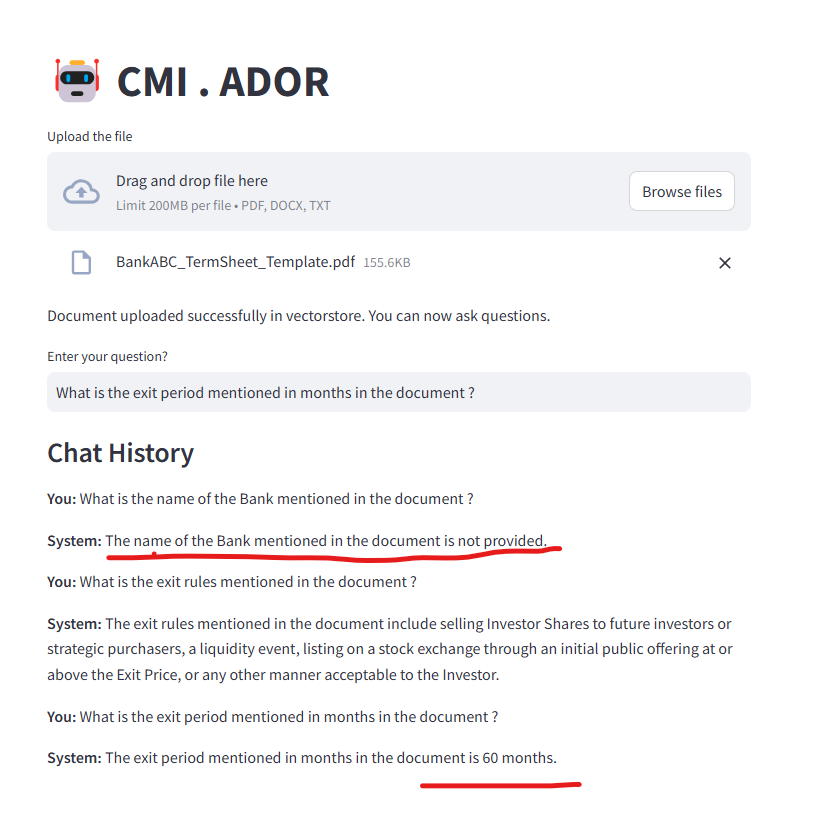 CMI . ADOR
Upload the file
Drag and drop file here
Limit 200MB per file • PDF, DOCX, TXT
Browse files
BankABC_TermSheet_Template.pdf 155.6KB
Document uploaded successfully in vectorstore. You can now ask questions.
Enter your question?
What is the exit period mentioned in months in the document ?
Chat History
You: What is the name of the Bank mentioned in the document ?
System: The name of the Bank mentioned in the document is not provided.
You: What is the exit rules mentioned in the document ?
System: The exit rules mentioned in the document include selling Investor Shares to future investors or
strategic purchasers, a liquidity event, listing on a stock exchange through an initial public offering at or
above the Exit Price, or any other manner acceptable to the Investor.
You: What is the exit period mentioned in months in the document ?
System: The exit period mentioned in months in the document is 60 months.